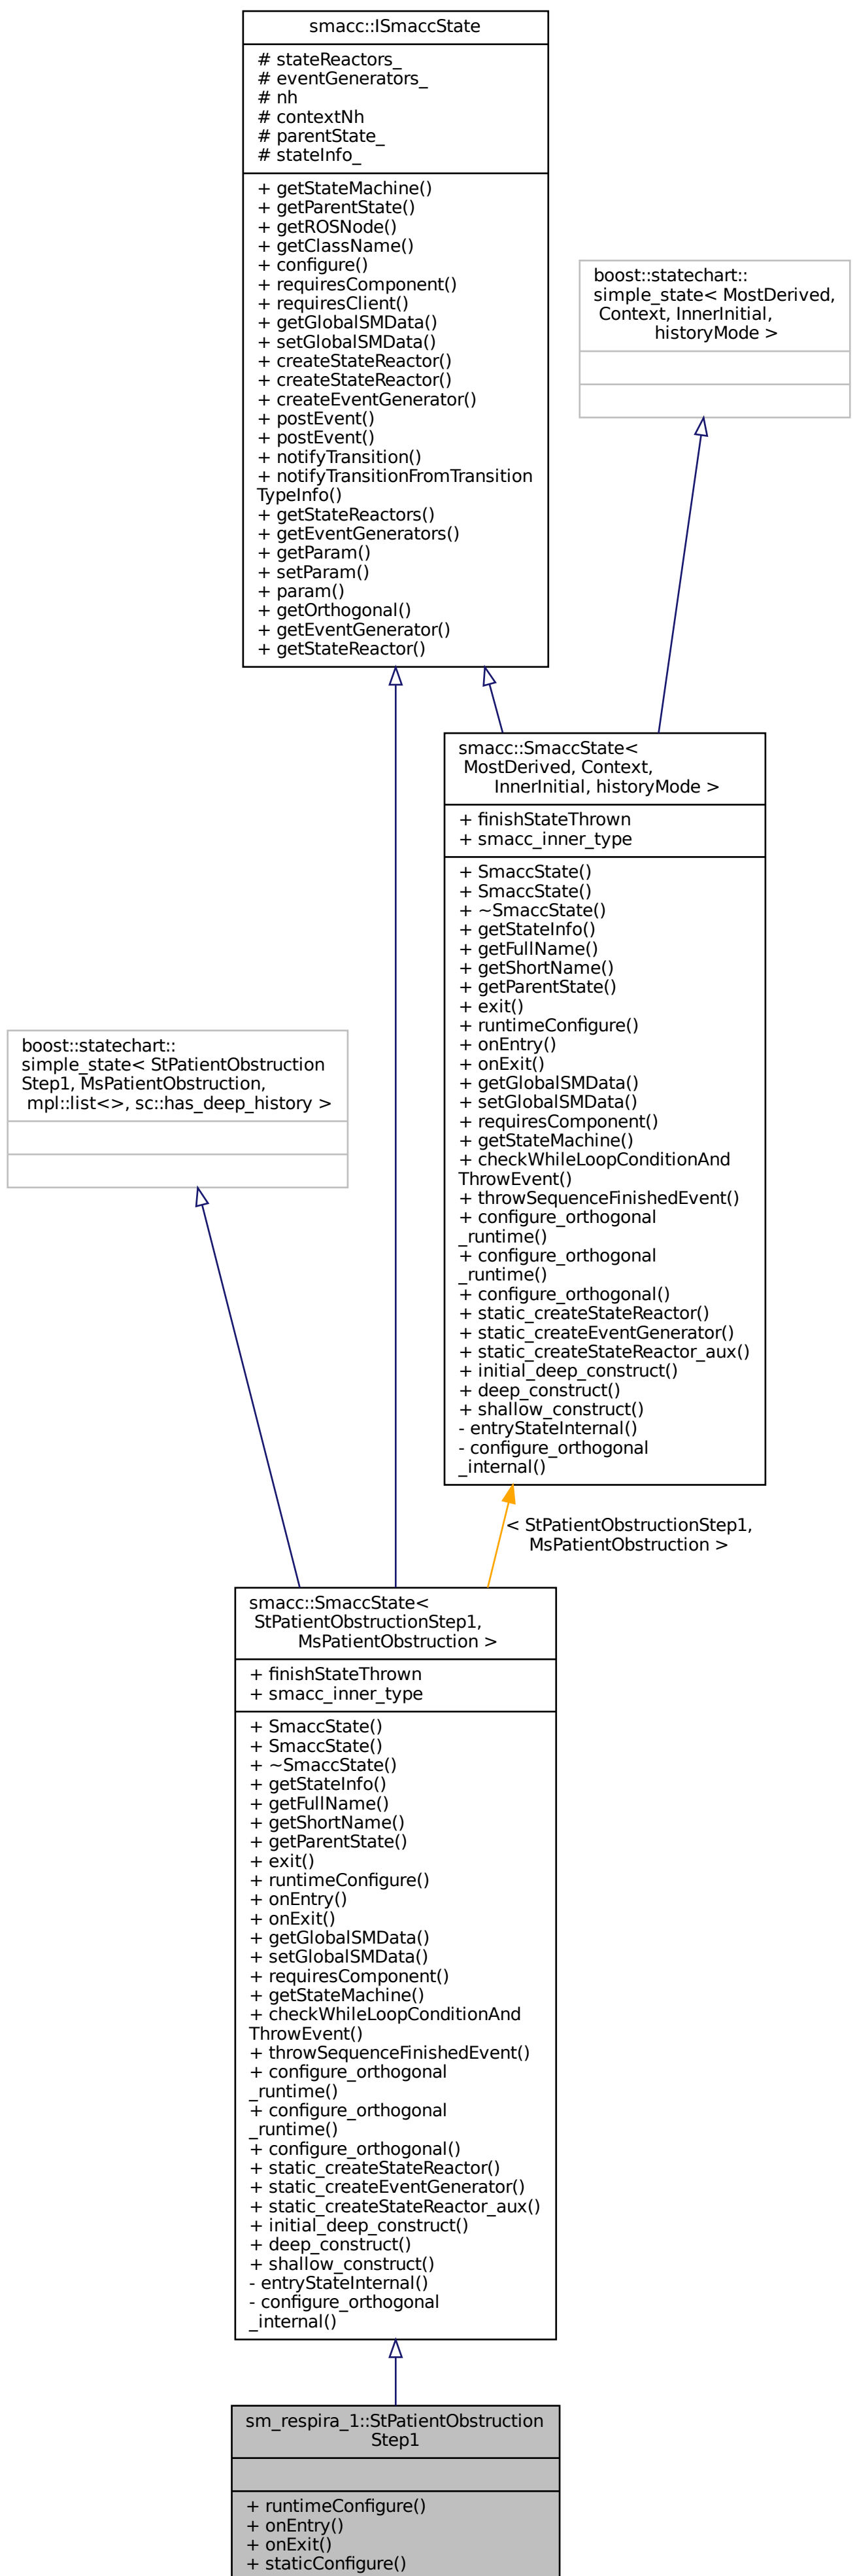 smacc::ISmaccState
# stateReactors_
# eventGenerators_
# nh
# contextNh
# parentState_
# stateInfo_
+ getStateMachine()
+ getParentState()
+ getROSNode()
+ getClassName()
+ configure()
+ requiresComponent()
+ requiresClient()
+ getGlobalSMData()
+ setGlobalSMData()
+ createStateReactor()
+ createStateReactor()
+ createEventGenerator()
+ postEvent()
+ postEvent()
+ notifyTransition()
+ notifyTransitionFromTransition
TypeInfo()
+ getStateReactors()
+ getEventGenerators()
+ getParam()
+ setParam()
+ param()
+ getOrthogonal()
+ getEventGenerator()
+ getStateReactor()
boost::statechart::
simple_state< MostDerived,
Context, InnerInitial,
historyMode >
smacc::SmaccState<
MostDerived, Context,
InnerInitial, historyMode >
+ finishStateThrown
+ smacc_inner_type
+ SmaccState()
+ SmaccState()
+ ~SmaccState()
+ getStateInfo()
+ getFullName()
+ getShortName()
+ getParentState()
+ exit()
+ runtimeConfigure()
+ onEntry()
+ onExit()
+ getGlobalSMData()
+ setGlobalSMData()
+ requiresComponent()
+ getStateMachine()
+ checkWhileLoopConditionAnd
ThrowEvent()
+ throwSequenceFinishedEvent()
+ configure_orthogonal
_runtime()
+ configure_orthogonal
_runtime()
+ configure_orthogonal()
+ static_createStateReactor()
+ static_createEventGenerator()
+ static_createStateReactor_aux()
+ initial_deep_construct()
+ deep_construct()
+ shallow_construct()
- entryStateInternal()
- configure_orthogonal
_internal()
boost::statechart::
simple_state< StPatientObstruction
Step1, MsPatientObstruction,
mpl::list<>, sc::has_deep_history >
< StPatientObstructionStep1,
MsPatientObstruction >
smacc::SmaccState<
StPatientObstructionStep1,
MsPatientObstruction >
+ finishStateThrown
+ smacc_inner_type
+ SmaccState()
+ SmaccState()
+ ~SmaccState()
+ getStateInfo()
+ getFullName()
+ getShortName()
+ getParentState()
+ exit()
+ runtimeConfigure()
+ onEntry()
+ onExit()
+ getGlobalSMData()
+ setGlobalSMData()
+ requiresComponent()
+ getStateMachine()
+ checkWhileLoopConditionAnd
ThrowEvent()
+ throwSequenceFinishedEvent()
+ configure_orthogonal
_runtime()
+ configure_orthogonal
_runtime()
+ configure_orthogonal()
+ static_createStateReactor()
+ static_createEventGenerator()
+ static_createStateReactor_aux()
+ initial_deep_construct()
+ deep_construct()
+ shallow_construct()
- entryStateInternal()
- configure_orthogonal
_internal()
sm_respira_1::StPatientObstruction
Step1
+ runtimeConfigure()
+ onEntry()
+ onExit()
+ staticConfigure()